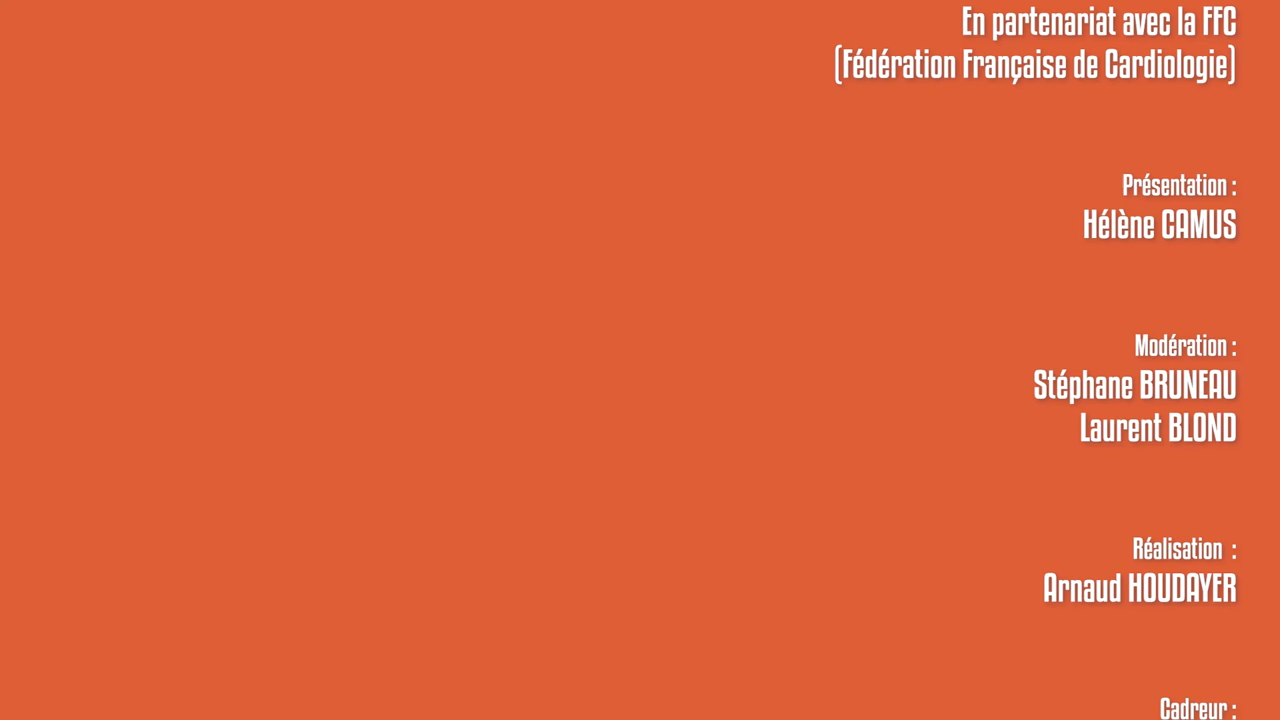 En partenariat avec la FFC
(Fédération Française de Cardiologie)
Présentation :
Hélène CAMUS
Modération :
Stéphane BRUNEAU
Laurent BLOND
Réalisation :
Arnaud HOUDAYER
Cadreur :